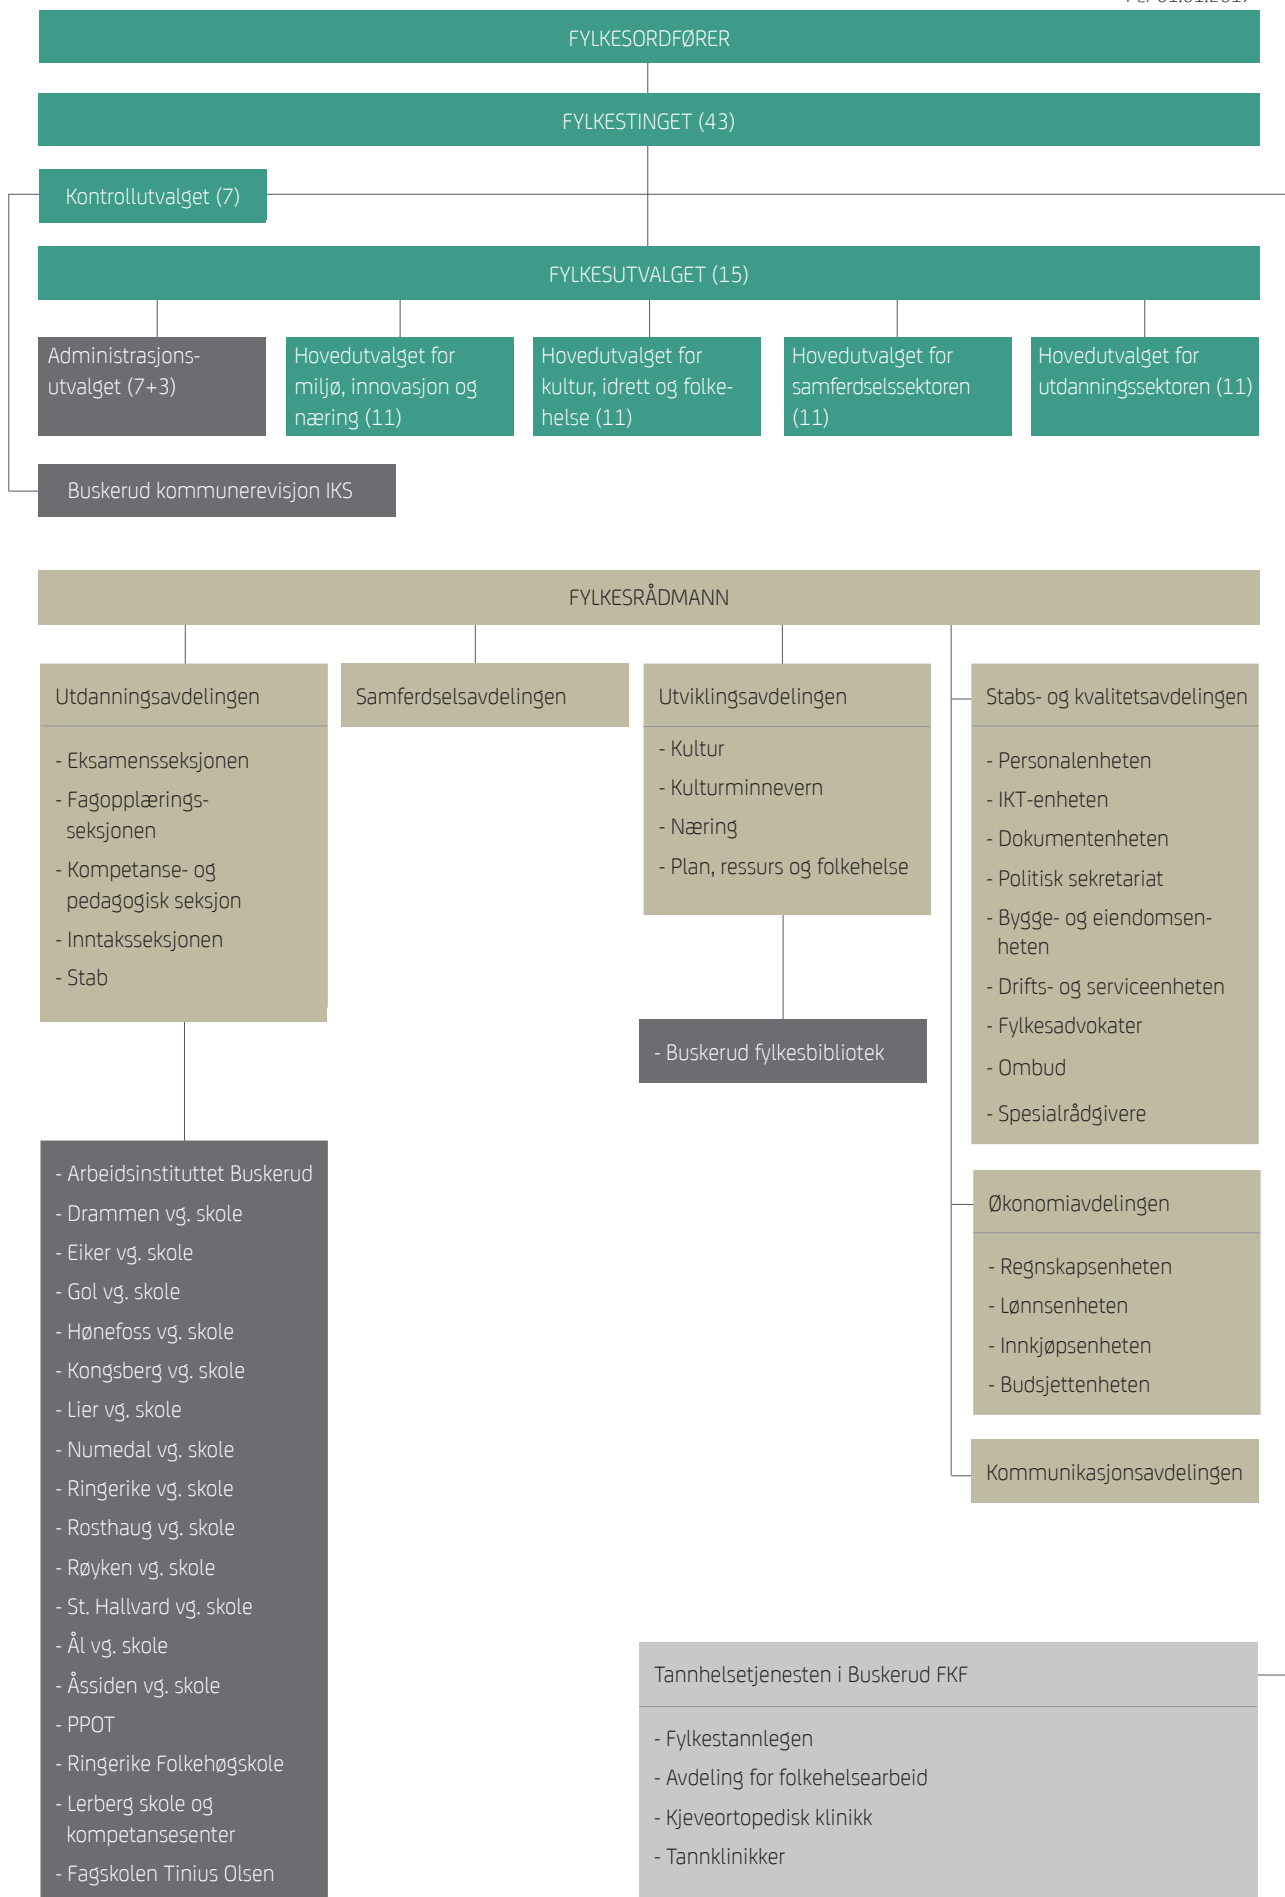 Per 01.01.2017
FYLKESORDFØRER
FYLKESTINGET (43)
Kontrollutvalget (7)
FYLKESUTVALGET (15)
Administrasjons-
utvalget (7+3)
Hovedutvalget for
miljø, innovasjon og
næring (11)
Hovedutvalget for
kultur, idrett og folke-
helse (11)
Hovedutvalget for
samferdselssektoren
(11)
Hovedutvalget for
utdanningssektoren (11)
Buskerud kommunerevisjon IKS
FYLKESRÅDMANN
Utdanningsavdelingen
- Eksamensseksjonen
- Fagopplærings-
seksjonen
- Kompetanse- og
pedagogisk seksjon
- Inntaksseksjonen
- Stab
Samferdselsavdelingen
Utviklingsavdelingen
- Kultur
- Kulturminnevern
- Næring
- Plan, ressurs og folkehelse
- Buskerud fylkesbibliotek
Stabs- og kvalitetsavdelingen
- Personalenheten
- IKT-enheten
- Dokumentenheten
- Politisk sekretariat
- Bygge- og eiendomsen-
heten
- Drifts- og serviceenheten
- Fylkesadvokater
- Ombud
- Spesialrådgivere
Økonomiavdelingen
- Regnskapsenheten
- Lønnsenheten
- Innkjøpsenheten
- Budsjettenheten
Kommunikasjonsavdelingen
- Arbeidsinstituttet Buskerud
- Drammen vg. skole
- Eiker vg. skole
- Gol vg. skole
- Hønefoss vg. skole
- Kongsberg vg. skole
- Lier vg. skole
- Numedal vg. skole
- Ringerike vg. skole
- Rosthaug vg. skole
- Røyken vg. skole
- St. Hallvard vg. skole
- Ål vg. skole
- Åssiden vg. skole
- PPOT
- Ringerike Folkehøgskole
- Lerberg skole og
kompetansesenter
- Fagskolen Tinius Olsen
Tannhelsetjenesten i Buskerud FKF
- Fylkestannlegen
- Avdeling for folkehelsearbeid
- Kjeveortopedisk klinikk
- Tannklinikker